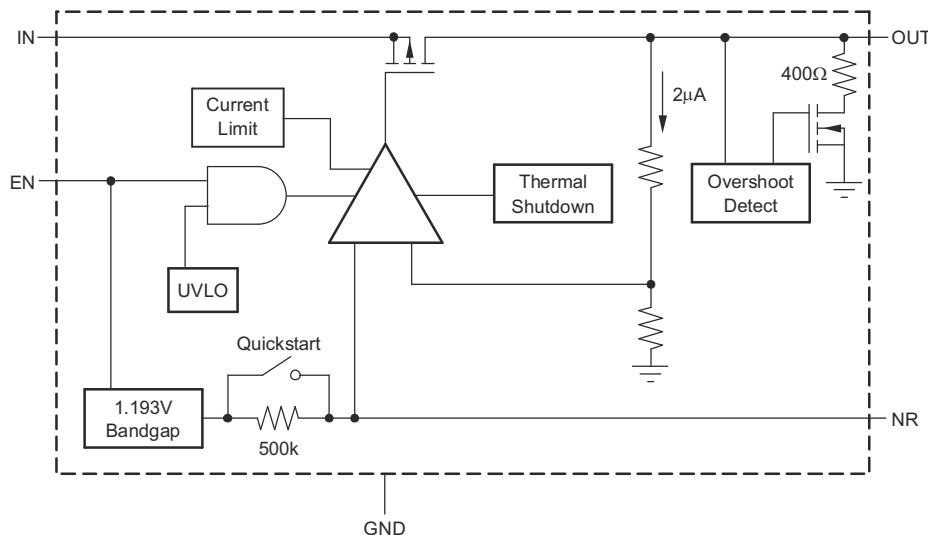 IN
OUT
400Ω
2μA
Current
Limit
EN
Thermal
Shutdown
Overshoot
Detect
UVLO
Quickstart
1.193V
Bandgap
500k
NR
GND